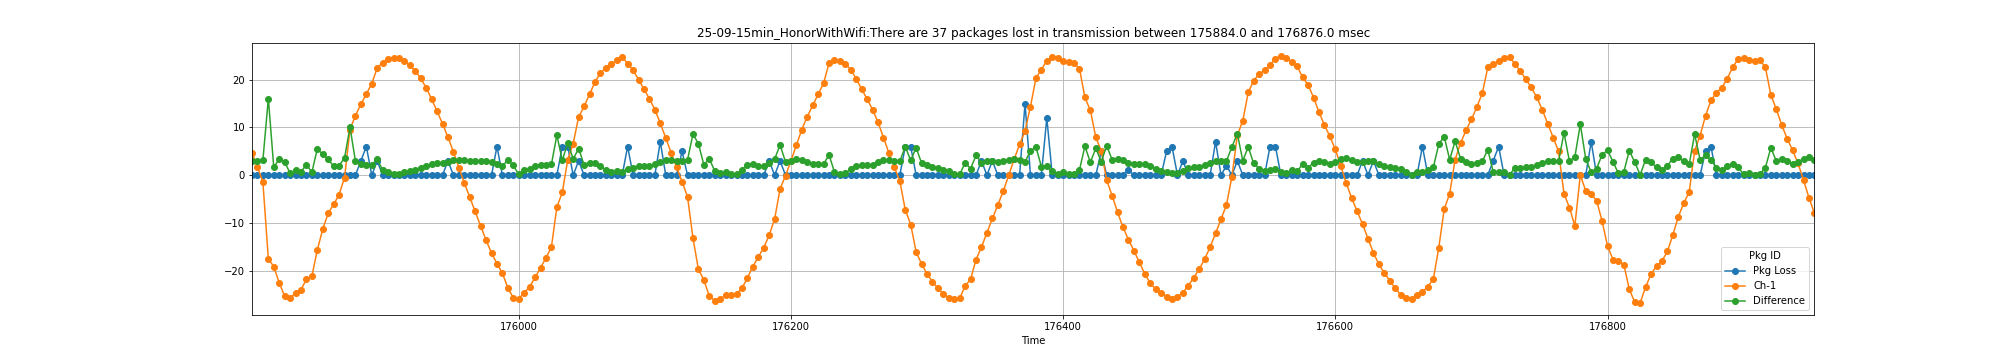 25-09-15min_HonorWithWifi:There are 37 packages lost in transmission between 175884.0 and 176876.0 msec
20
10
0
−10
−20
176000
176200
176400
176600
176800
Time
Pkg ID
Pkg Loss
Ch-1
Difference